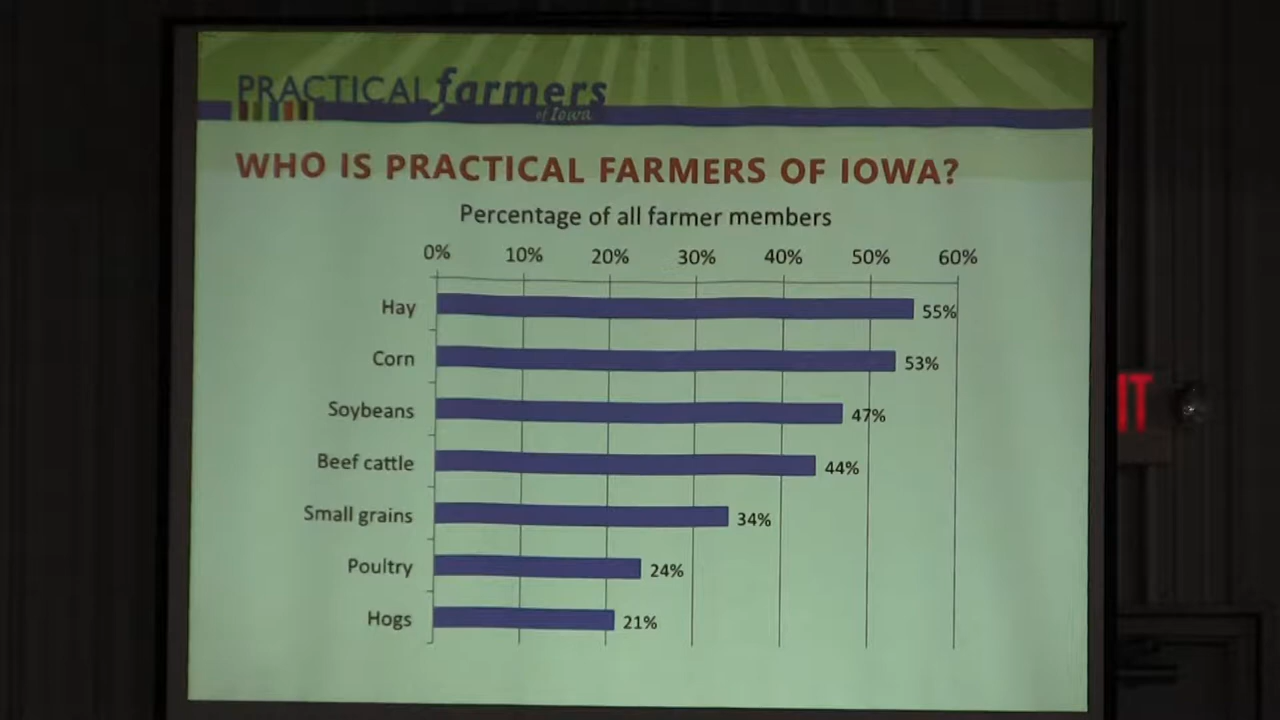 PRACTICAL farmers
of Iowa
WHO IS PRACTICAL FARMERS OF IOWA?
Percentage of all farmer members
0% 10% 20% 30% 40% 50% 60%
Hay 55%
Corn 53%
Soybeans 47%
Beef cattle 44%
Small grains 34%
Poultry 24%
Hogs 21%
IT